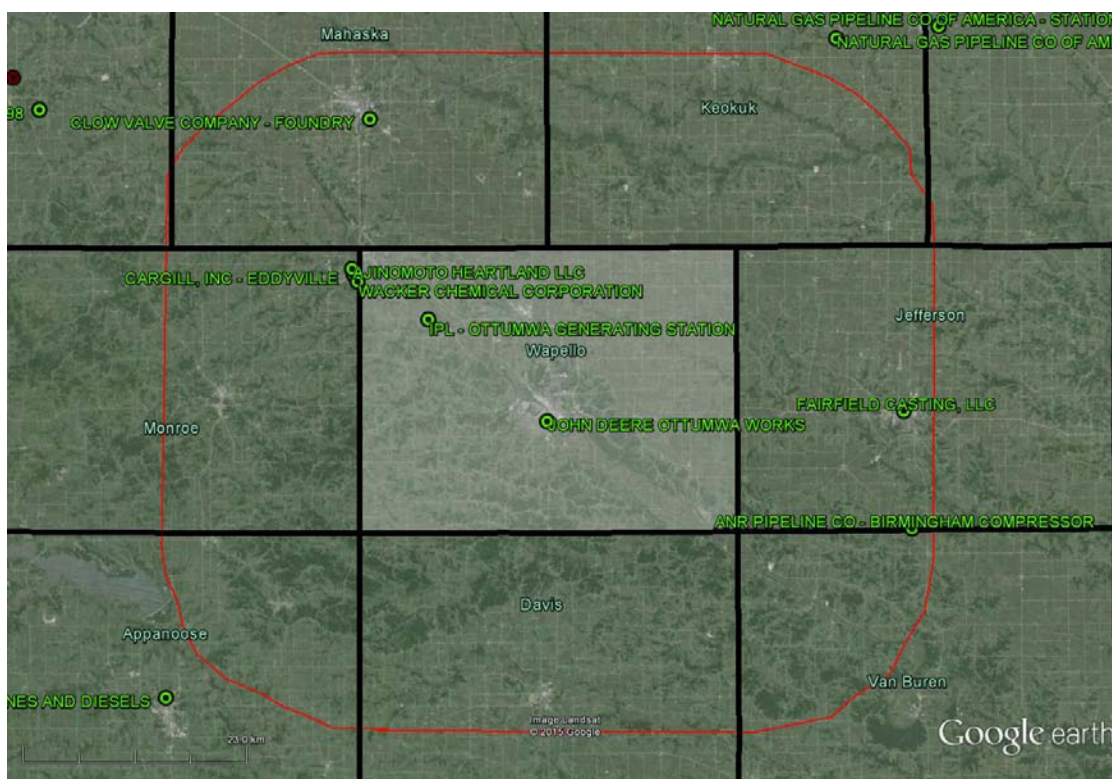 NATURAL GAS PIPELINE CO OF AMERICA - STATION
Mahaska
NATURAL GAS PIPELINE CO OF AM
Keokuk
98
CLOW VALVE COMPANY - FOUNDRY
AJINOMOTO HEARTLAND LLC
CARGILL, INC - EDDYVILLE
WACKER CHEMICAL CORPORATION
Jefferson
IPL - OTTUMWA GENERATING STATION
Wapello
FAIRFIELD CASTING, LLC
JOHN DEERE OTTUMWA WORKS
Monroe
ANR PIPELINE CO - BIRMINGHAM COMPRESSOR
Davis
Appanoose
Van Buren
NES AND DIESELS
Image Landsat
© 2015 Google
23.0 km
Google earth